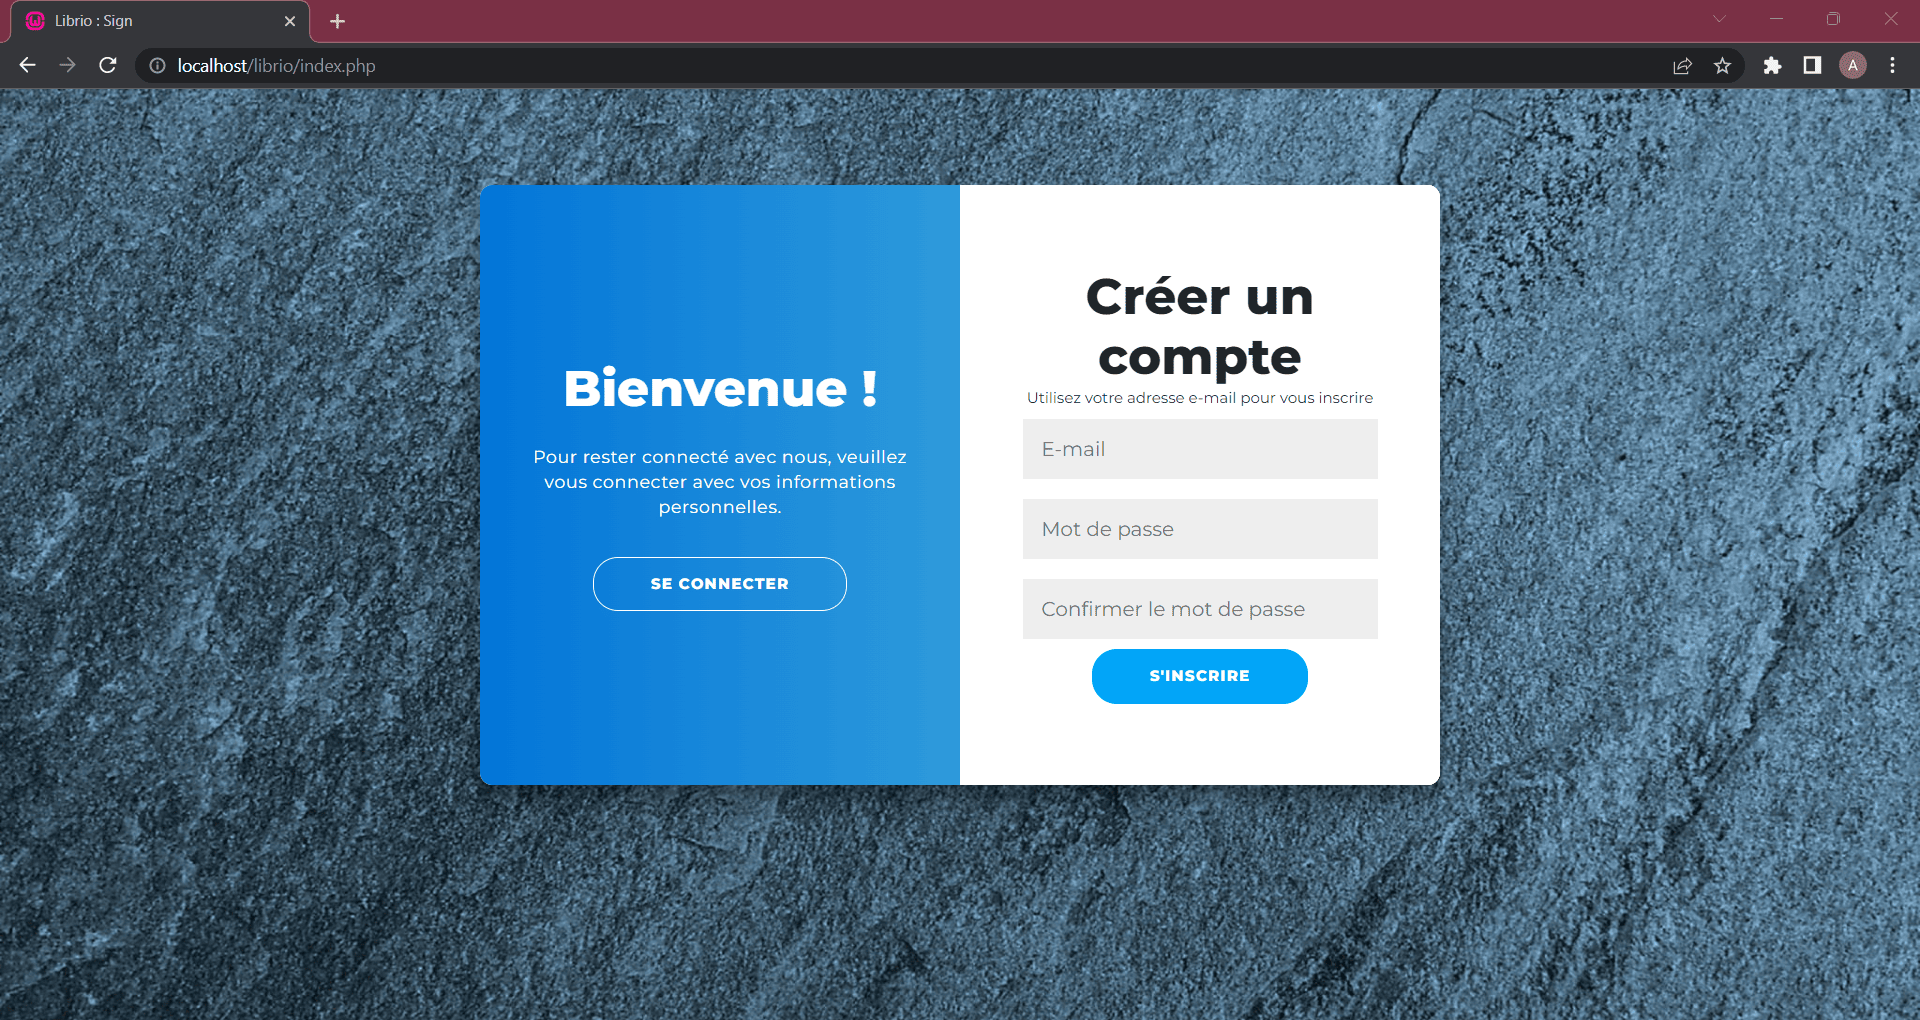 Librio : Sign
localhost/librio/index.php
A
Bienvenue !
Pour rester connecté avec nous, veuillez
vous connecter avec vos informations
personnelles.
SE CONNECTER
Créer un
compte
Utilisez votre adresse e-mail pour vous inscrire
E-mail
Mot de passe
Confirmer le mot de passe
S'INSCRIRE